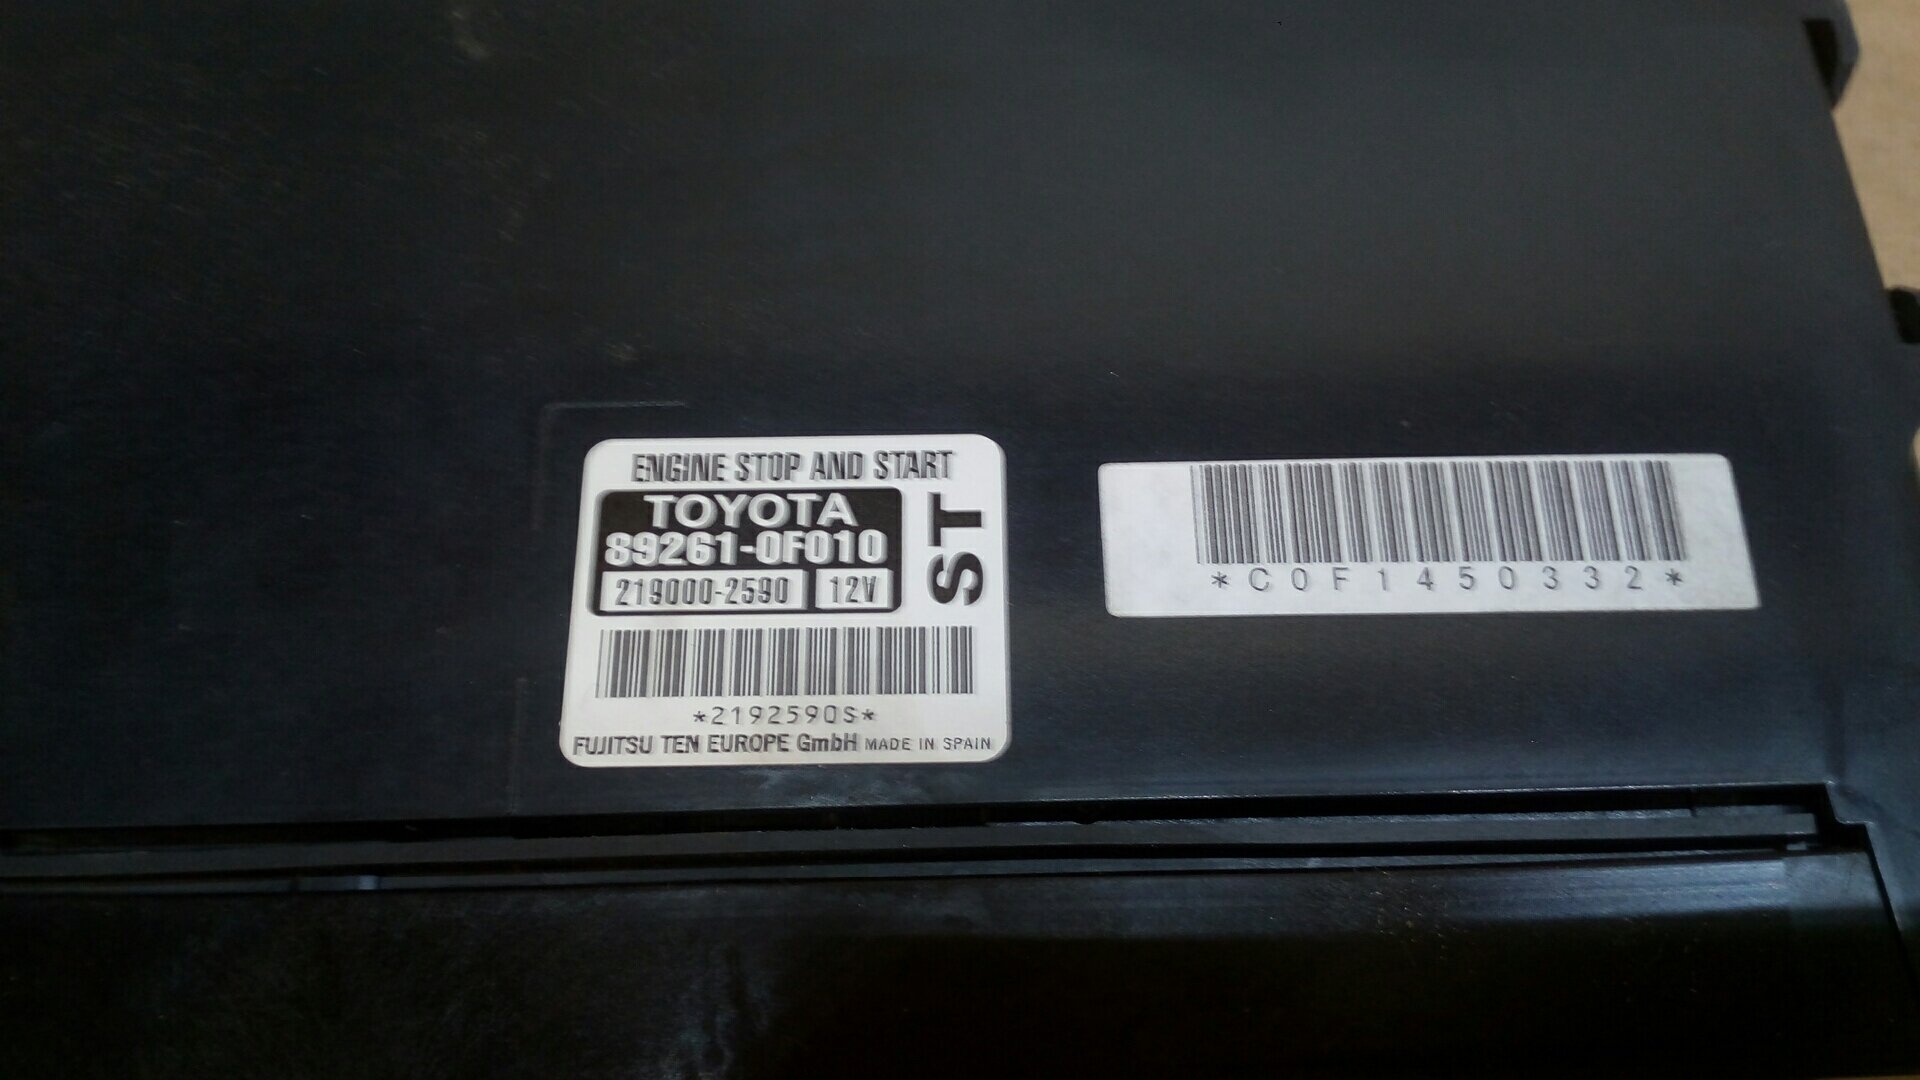 ENGINE STOP AND START
TOYOTA
89261-0F010
219000-2590 12V
ST
*2192590S*
FUJITSU TEN EUROPE GmbH MADE IN SPAIN
*C0F1450332*